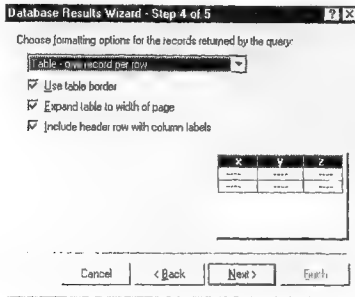 Database Results Wizard - Step 4 of 5
Choose formatting options for the records returned by the query:
Table - one record per row
Use table border
Expand table to width of page
Include header row with column labels
X Y Z
---- ---- ----
---- ---- ----
Cancel < Back Next > Finish